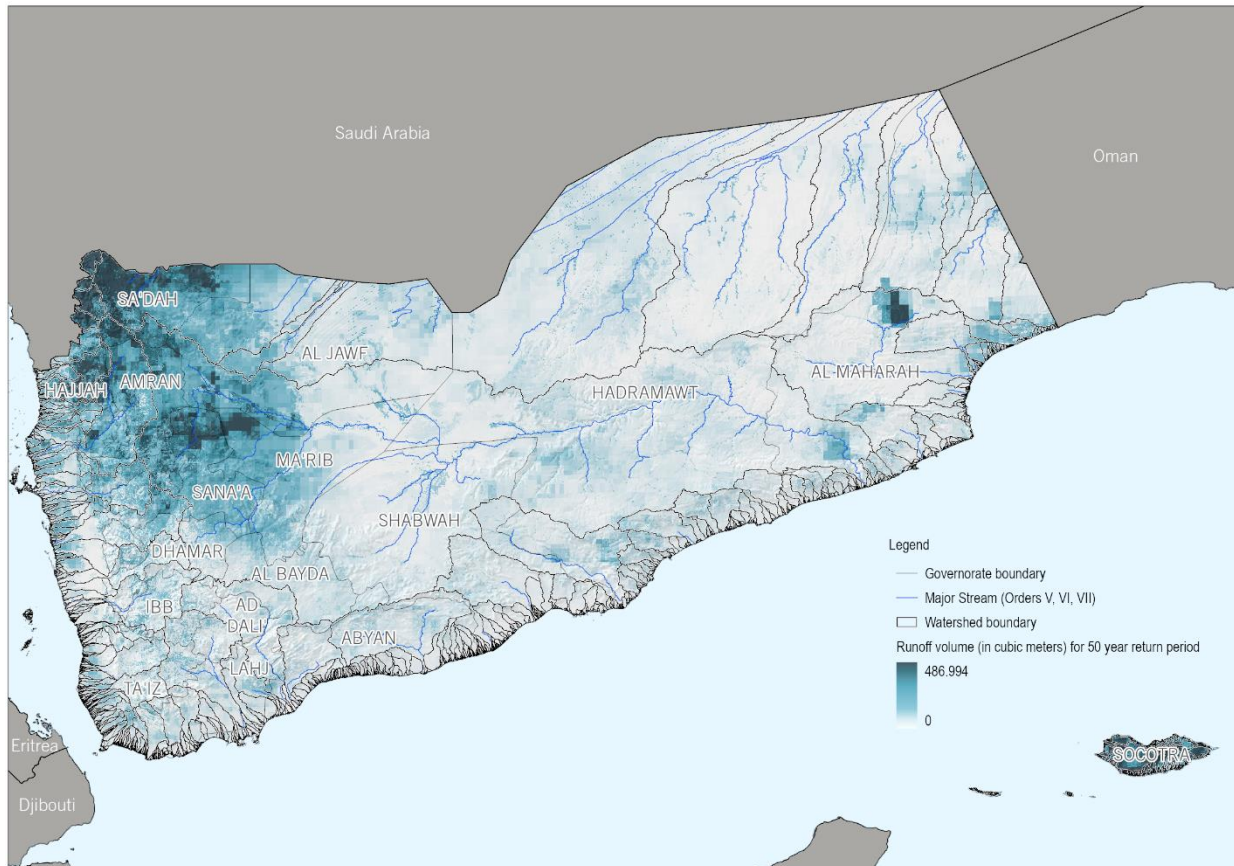 Saudi Arabia
Oman
SA'DAH
AL JAWF
HAJJAH
AMRAN
AL MAHARAH
HADRAMAWT
MA'RIB
SANA'A
SHABWAH
DHAMAR
AL BAYDA
IBB
AD
DALI
ABYAN
LAHJ
TA'IZ
Legend
Governorate boundary
Major Stream (Orders V, VI, VII)
Watershed boundary
Runoff volume (in cubic meters) for 50 year return period
486.994
0
Eritrea
SOCOTRA
Djibouti